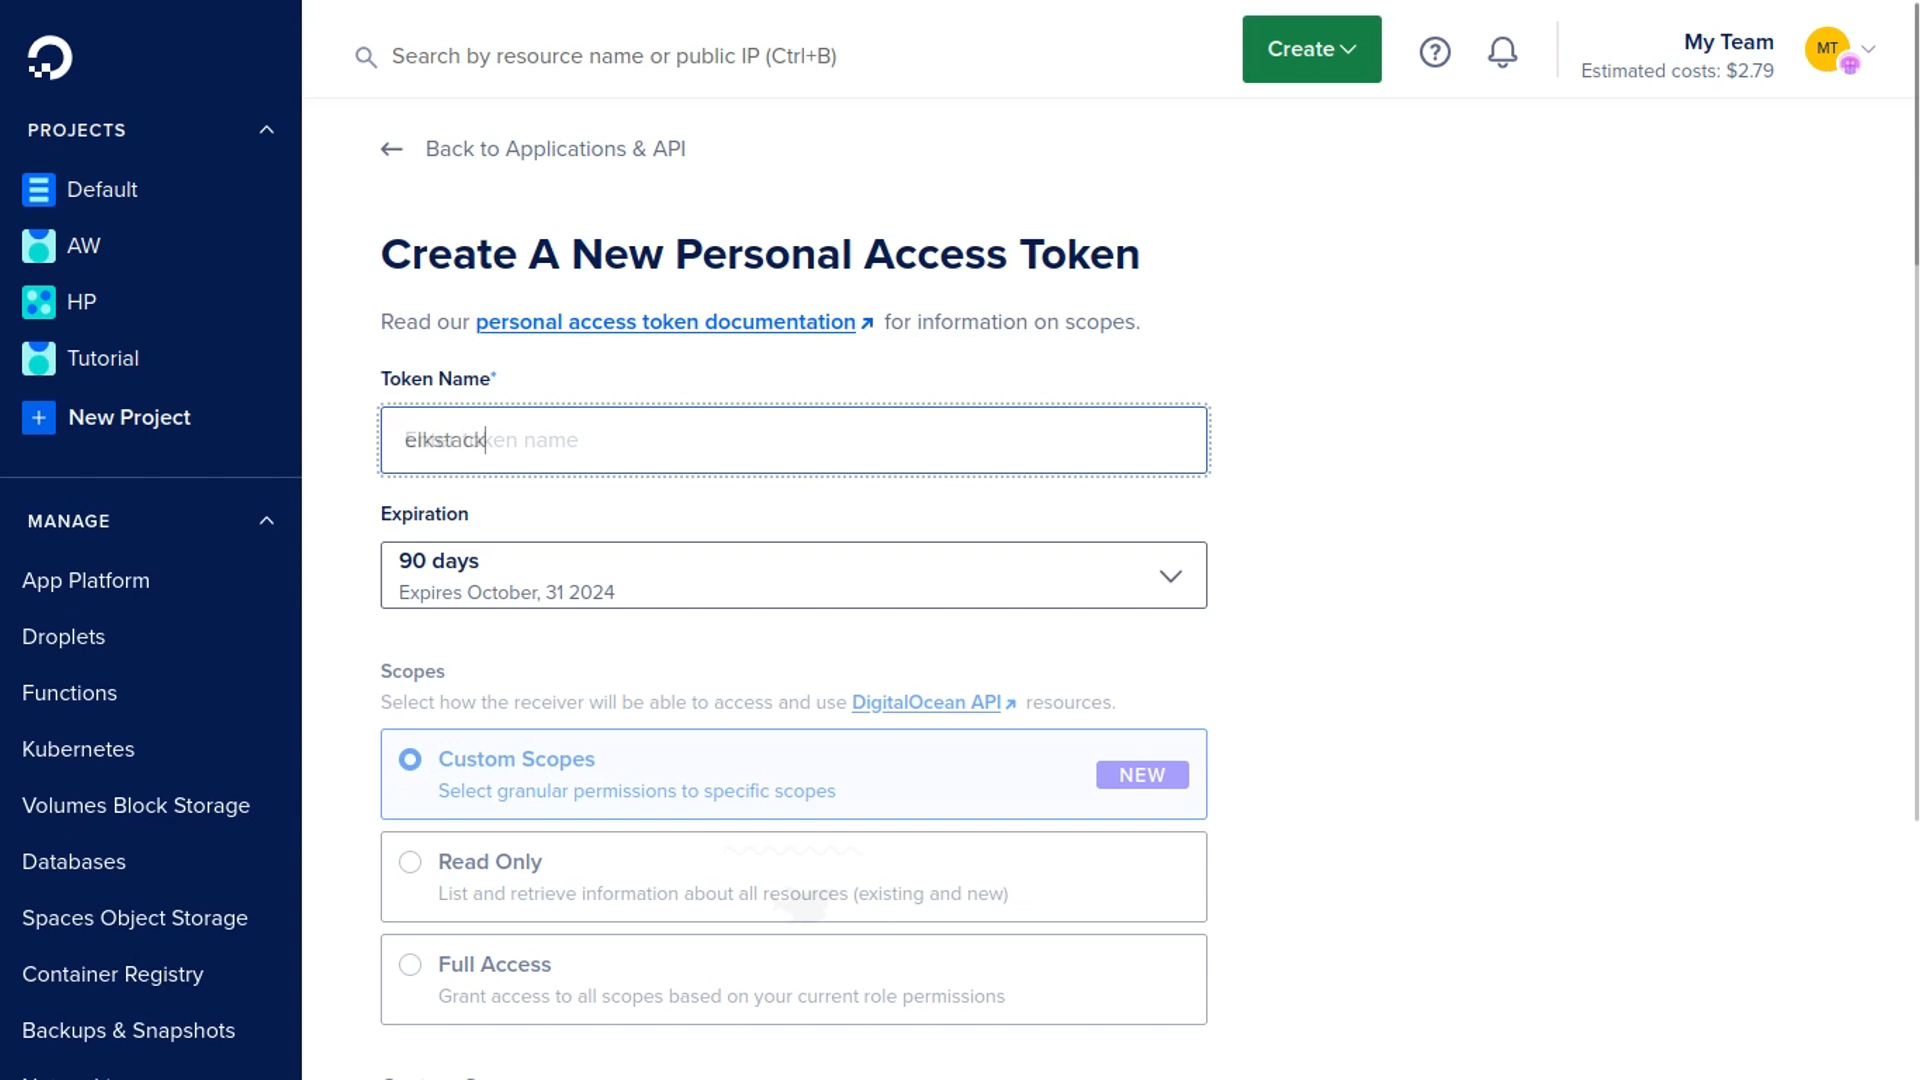 Search by resource name or public IP (Ctrl+B)
Create
My Team
Estimated costs: $2.79
MT
PROJECTS
Default
AW
HP
Tutorial
+ New Project
MANAGE
App Platform
Droplets
Functions
Kubernetes
Volumes Block Storage
Databases
Spaces Object Storage
Container Registry
Backups & Snapshots
Back to Applications & API
Create A New Personal Access Token
Read our personal access token documentation for information on scopes.
Token Name*
elkstack
Expiration
90 days
Expires October, 31 2024
Scopes
Select how the receiver will be able to access and use DigitalOcean API resources.
Custom Scopes
Select granular permissions to specific scopes
NEW
Read Only
List and retrieve information about all resources (existing and new)
Full Access
Grant access to all scopes based on your current role permissions